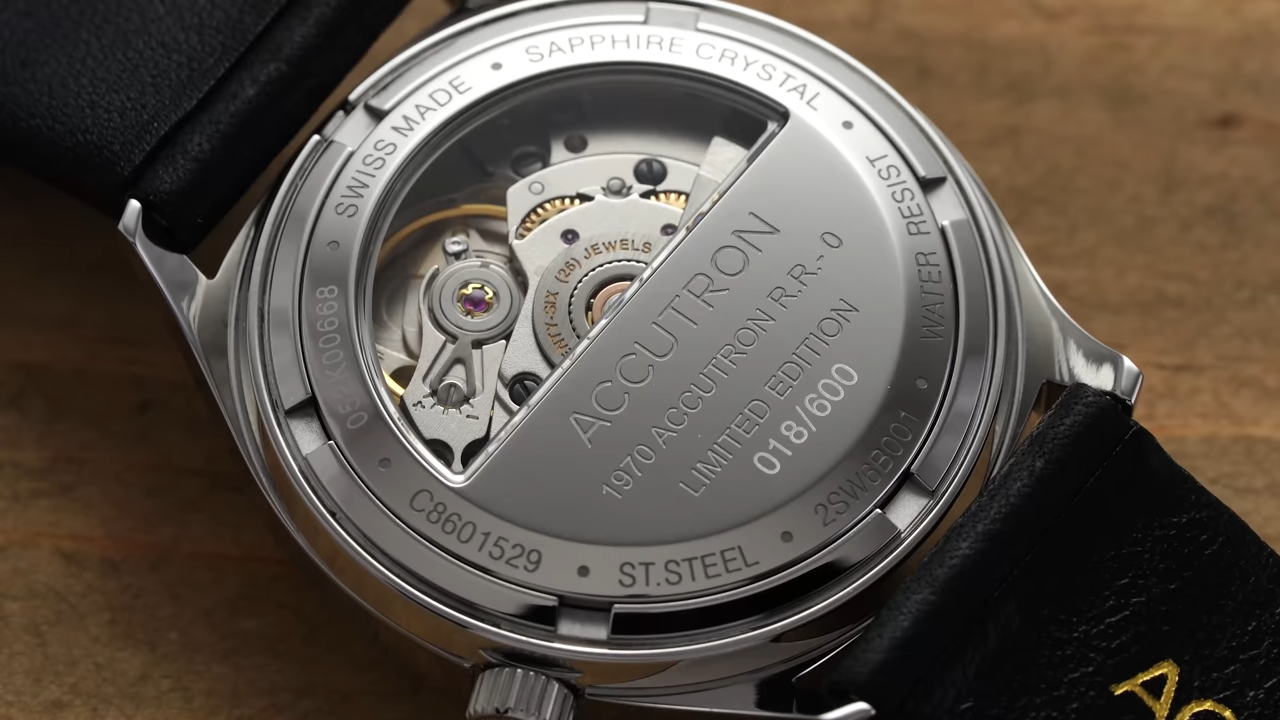 SAPPHIRE CRYSTAL
WATER RESIST
2SW6B001
ST.STEEL
C8601529
SWISS MADE
(26) JEWELS
ACCUTRON
1970 ACCUTRON R.R.- 0
LIMITED EDITION
018/600